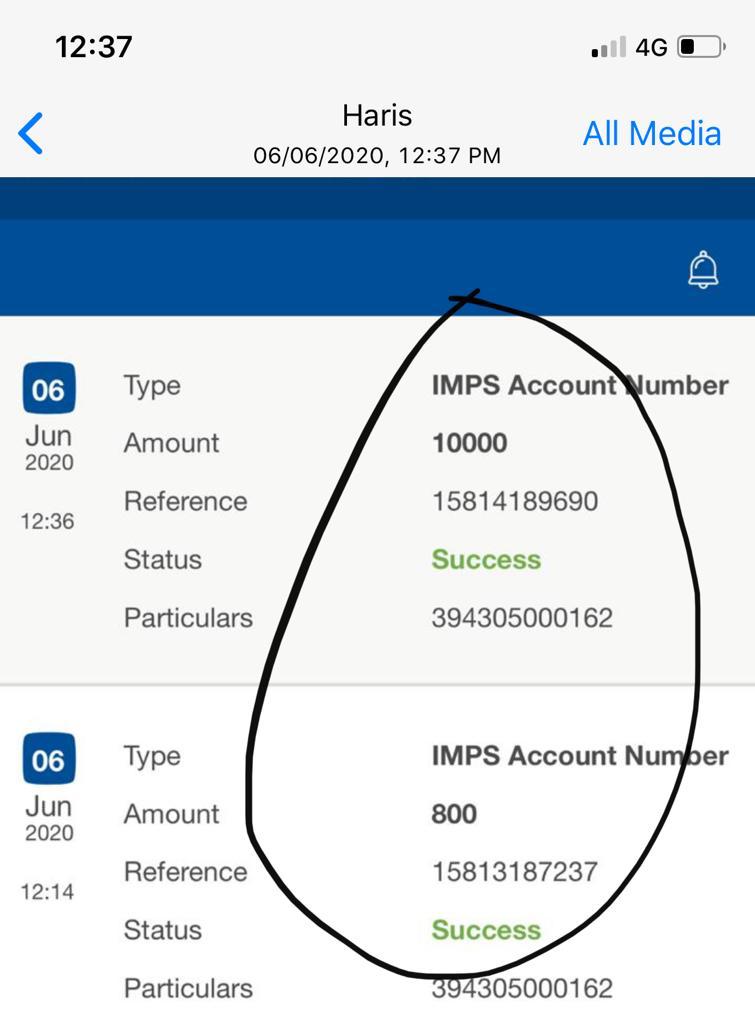 12:37
4G
Haris
All Media
06/06/2020, 12:37 PM
06
Jun
2020
12:36
Type IMPS Account Number
Amount 10000
Reference 15814189690
Status Success
Particulars 394305000162
06
Jun
2020
12:14
Type IMPS Account Number
Amount 800
Reference 15813187237
Status Success
Particulars 394305000162